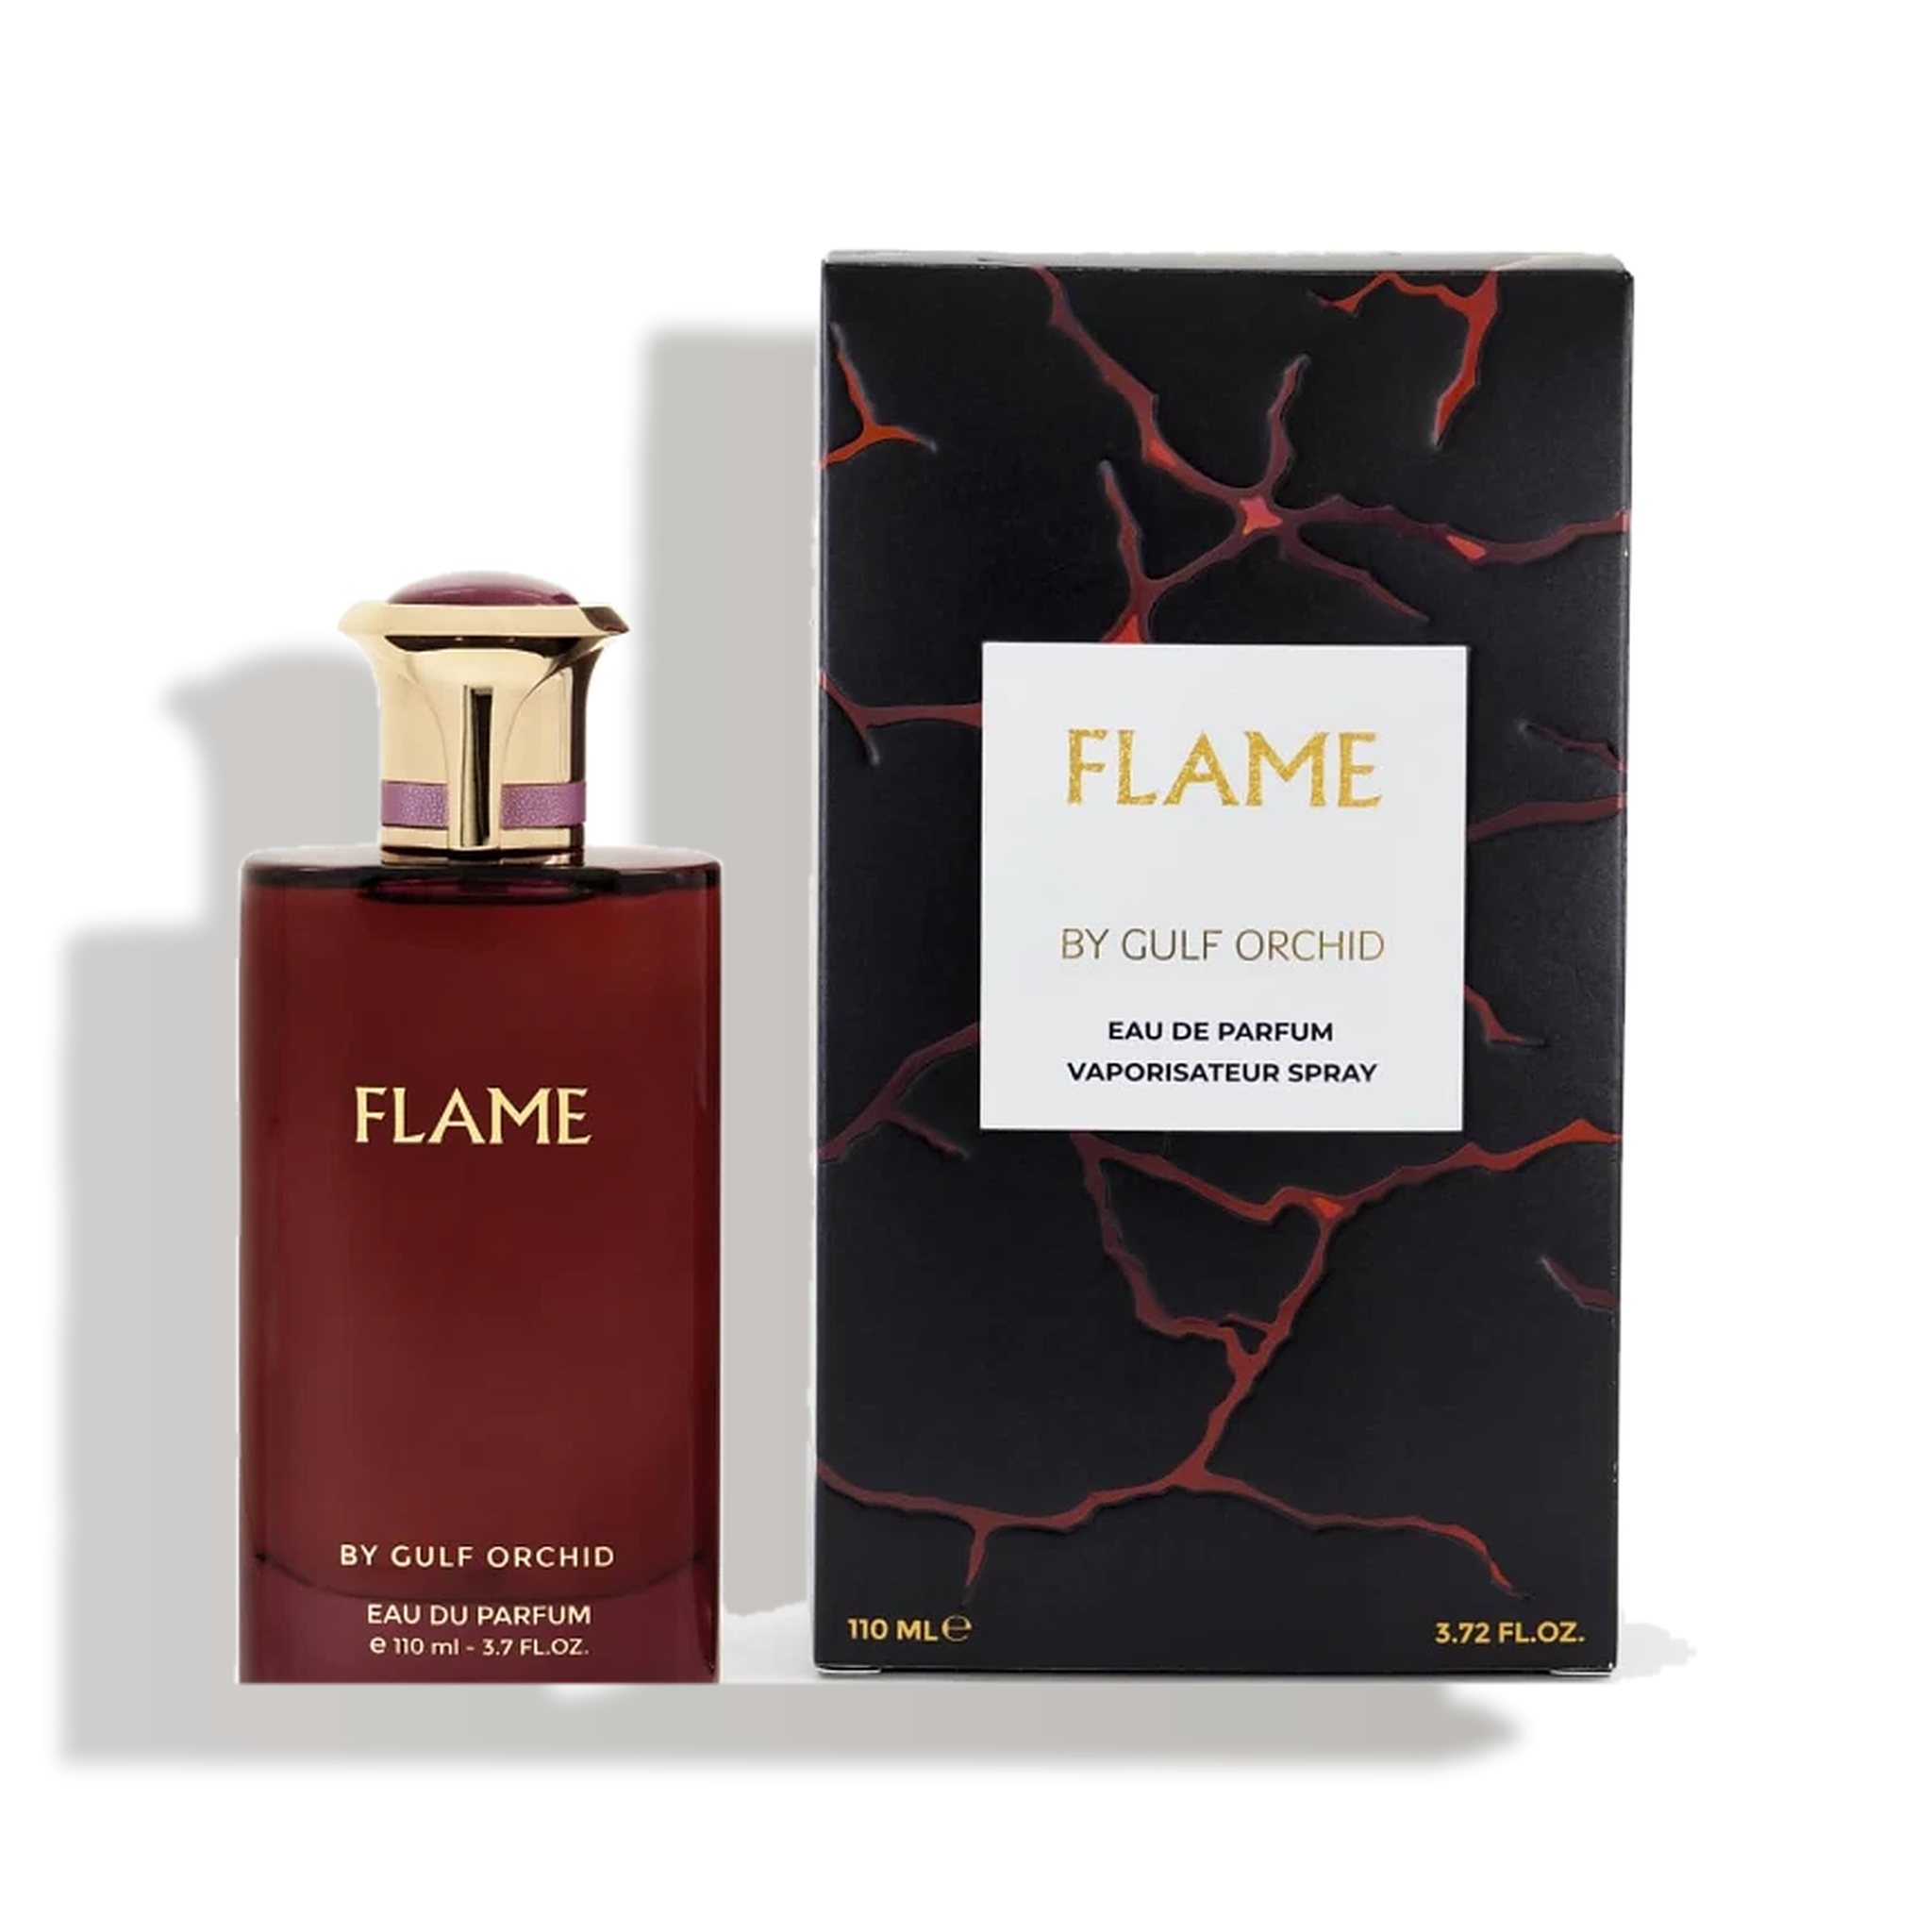 FLAME
BY GULF ORCHID
EAU DU PARFUM
e 110 ml - 3.7 FL.OZ.
FLAME
BY GULF ORCHID
EAU DE PARFUM
VAPORISATEUR SPRAY
110 ML e
3.72 FL.OZ.